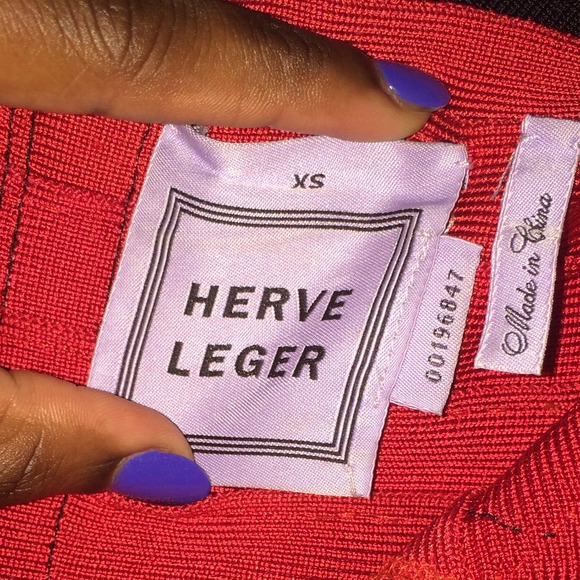 XS
HERVE
LEGER
00196847
Made in China